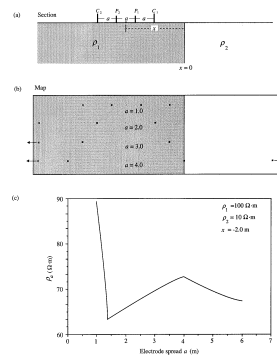 (a) Section
C₂ P₂ P₁ C₁
a a a
x
ρ₁ ρ₂
x = 0
(b) Map
a = 1.0
a = 2.0
a = 3.0
a = 4.0
(c)
90
80
70
60
ρₐ (Ω·m)
ρ₁ =100 Ω·m
ρ₂ = 10 Ω·m
x = -2.0 m
0 1 2 3 4 5 6 7
Electrode spread a (m)